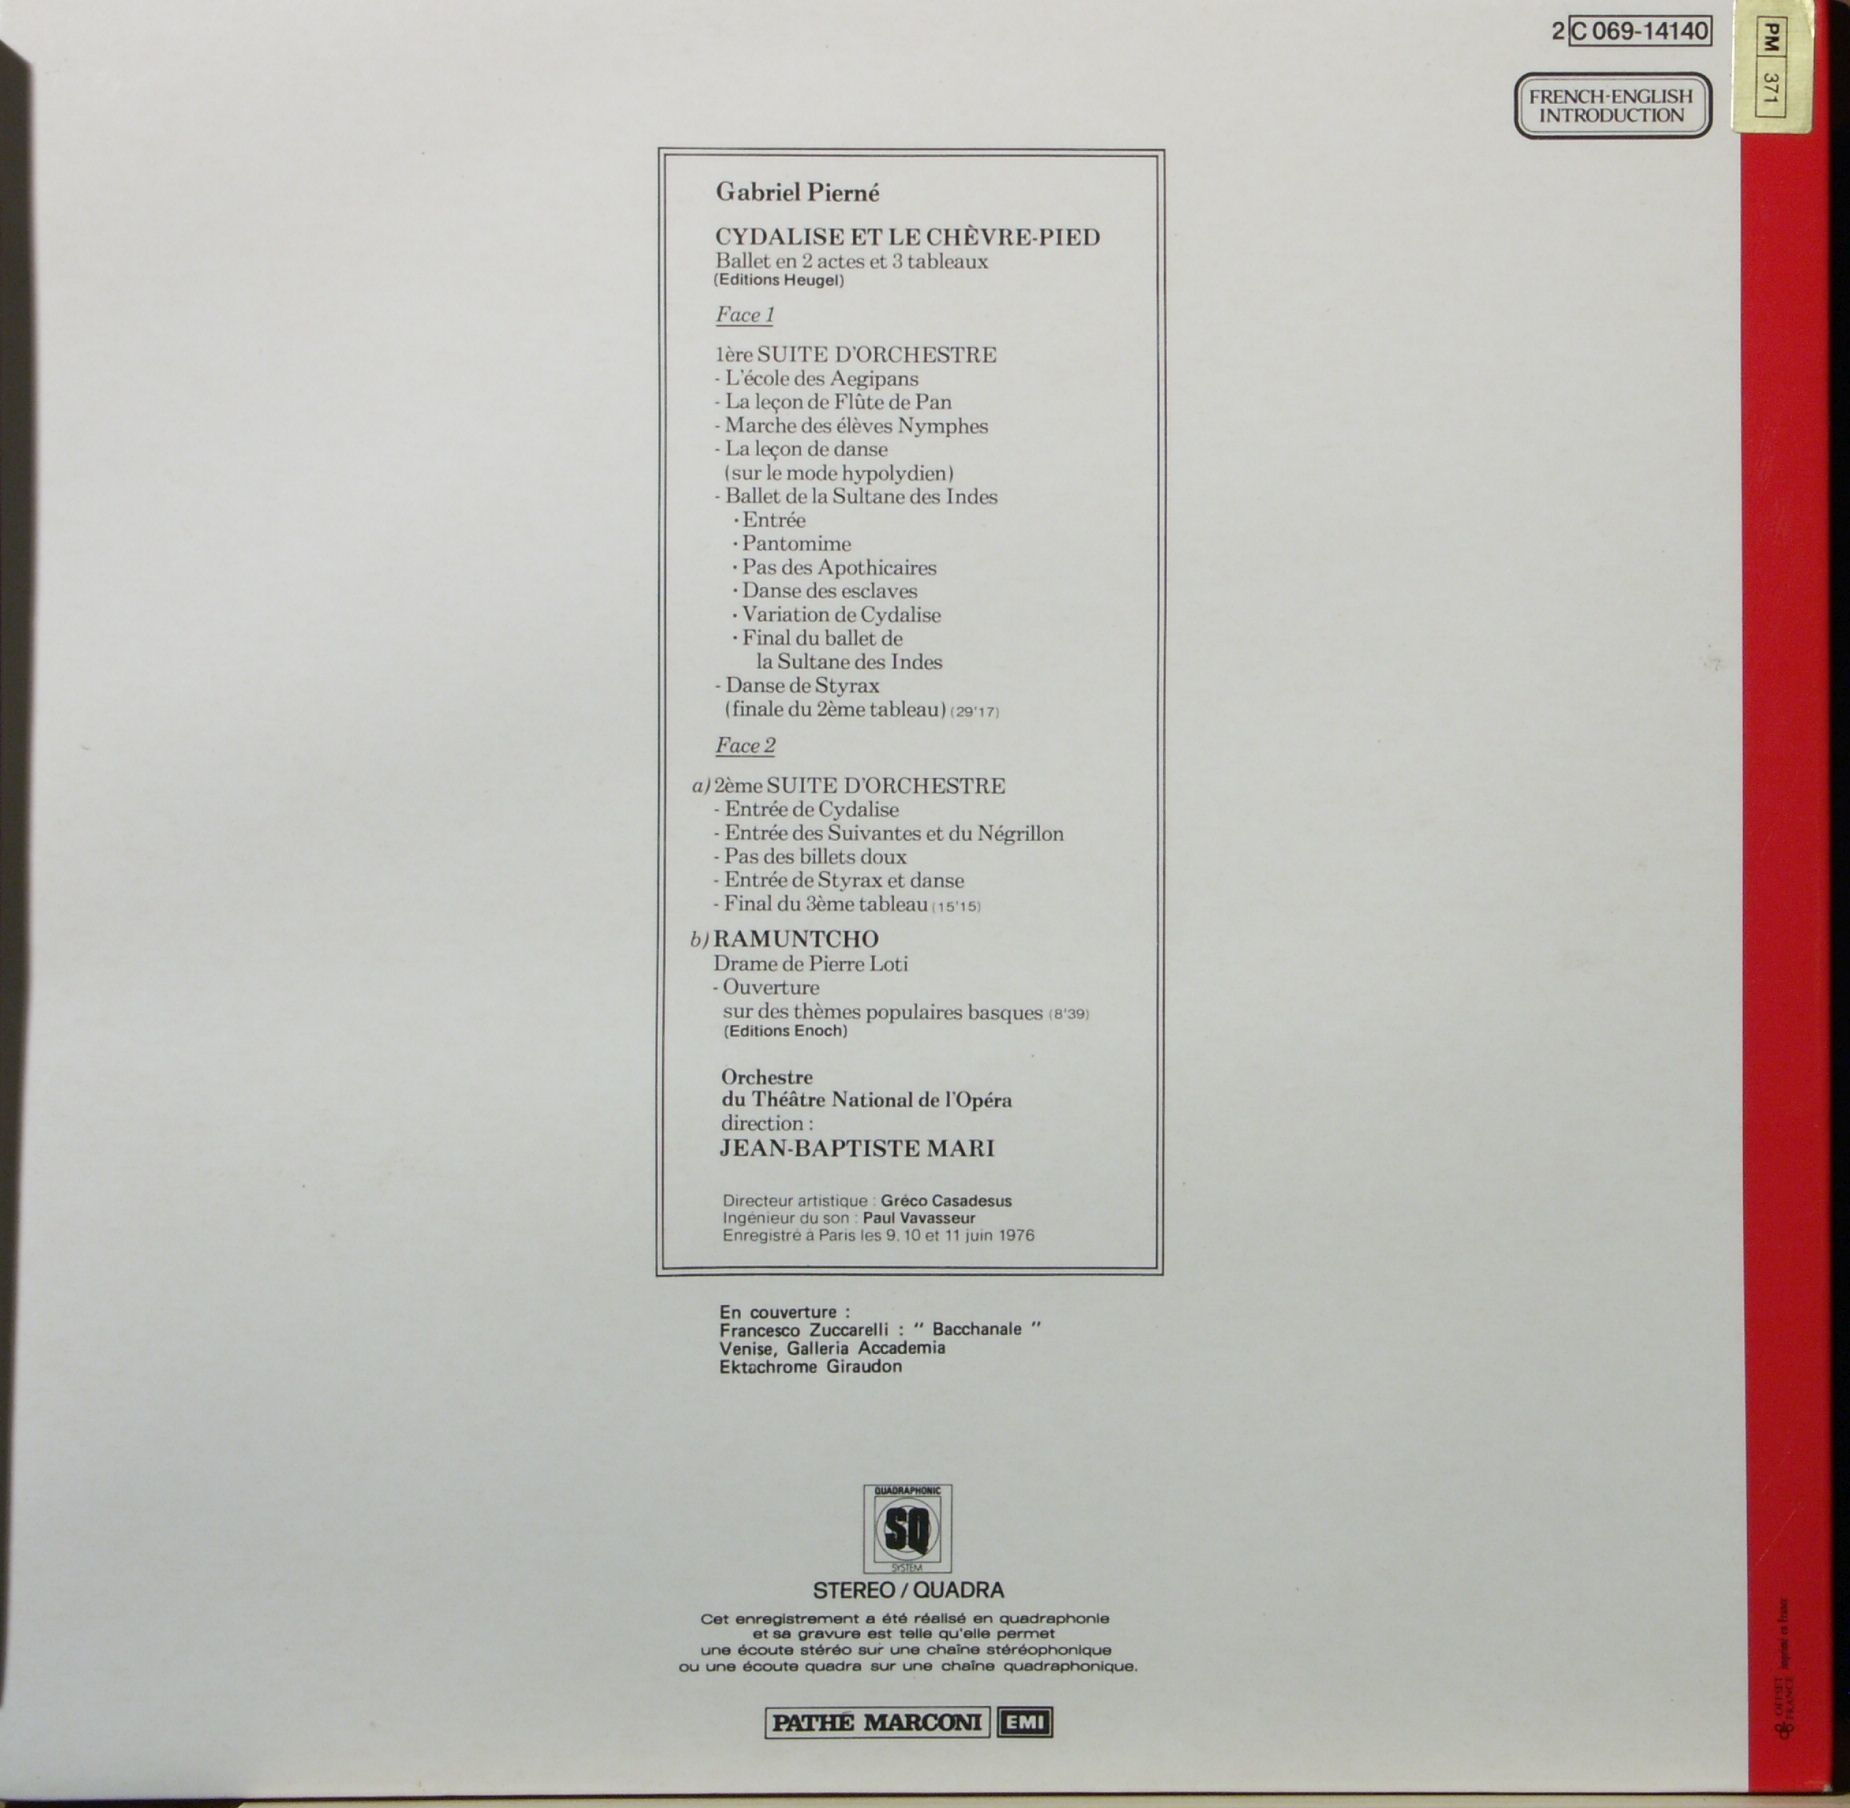 2 C 069-14140
PM 371
FRENCH-ENGLISH
INTRODUCTION
Gabriel Pierné
CYDALISE ET LE CHÈVRE-PIED
Ballet en 2 actes et 3 tableaux
(Editions Heugel)
Face 1
1ère SUITE D'ORCHESTRE
- L'école des Aegipans
- La leçon de Flûte de Pan
- Marche des élèves Nymphes
- La leçon de danse
(sur le mode hypolydien)
- Ballet de la Sultane des Indes
· Entrée
· Pantomime
· Pas des Apothicaires
· Danse des esclaves
· Variation de Cydalise
· Final du ballet de
la Sultane des Indes
- Danse de Styrax
(finale du 2ème tableau) (29'17)
Face 2
a) 2ème SUITE D'ORCHESTRE
- Entrée de Cydalise
- Entrée des Suivantes et du Négrillon
- Pas des billets doux
- Entrée de Styrax et danse
- Final du 3ème tableau (15'15)
b) RAMUNTCHO
Drame de Pierre Loti
- Ouverture
sur des thèmes populaires basques (8'39)
(Editions Enoch)
Orchestre
du Théâtre National de l'Opéra
direction :
JEAN-BAPTISTE MARI
Directeur artistique : Gréco Casadesus
Ingénieur du son : Paul Vavasseur
Enregistré à Paris les 9, 10 et 11 juin 1976
En couverture :
Francesco Zuccarelli : " Bacchanale "
Venise, Galleria Accademia
Ektachrome Giraudon
QUADRAPHONIC
SQ
SYSTEM
STEREO / QUADRA
Cet enregistrement a été réalisé en quadraphonie
et sa gravure est telle qu'elle permet
une écoute stéréo sur une chaîne stéréophonique
ou une écoute quadra sur une chaîne quadraphonique.
PATHÉ MARCONI EMI
OFFSET
FRANCE
imprimé en France